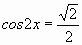 cos2x = √2/2